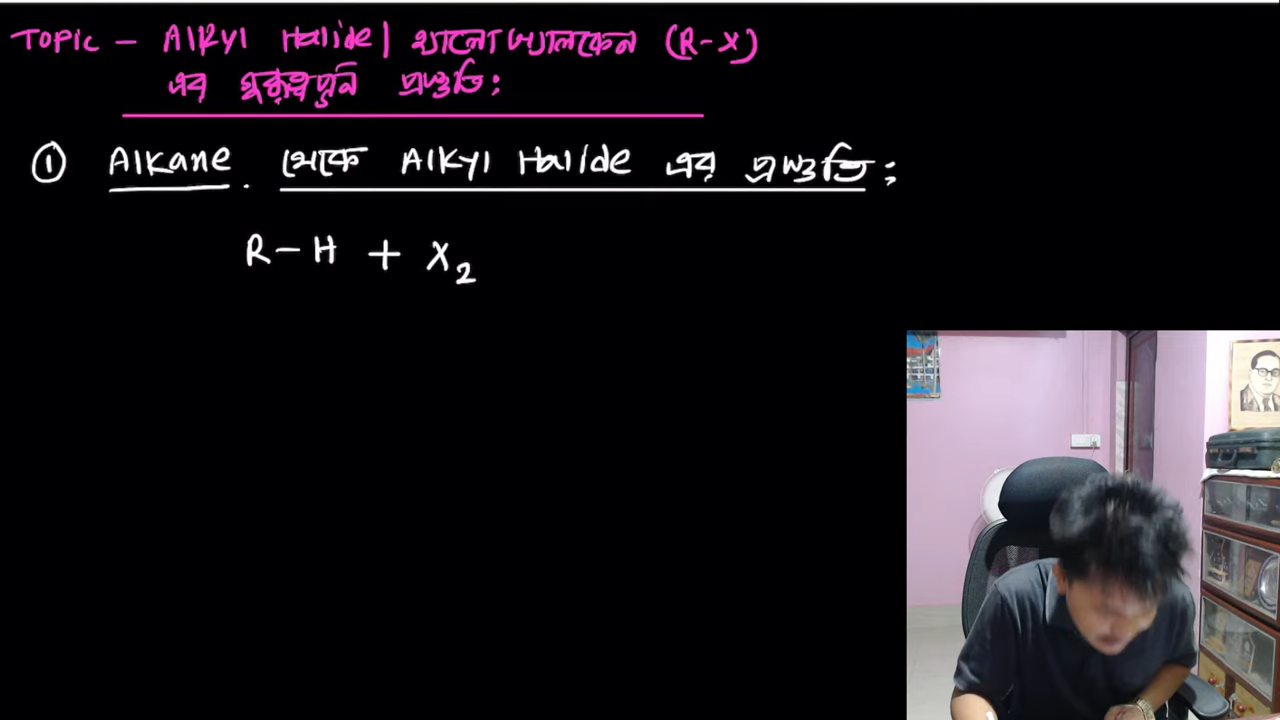 Topic – Alkyl Halide | হ্যালোঅ্যালকেন (R-X)
এর গুরুত্বপূর্ণ প্রস্তুতি:
① Alkane থেকে Alkyl Halide এর প্রস্তুতি:
R–H + X₂